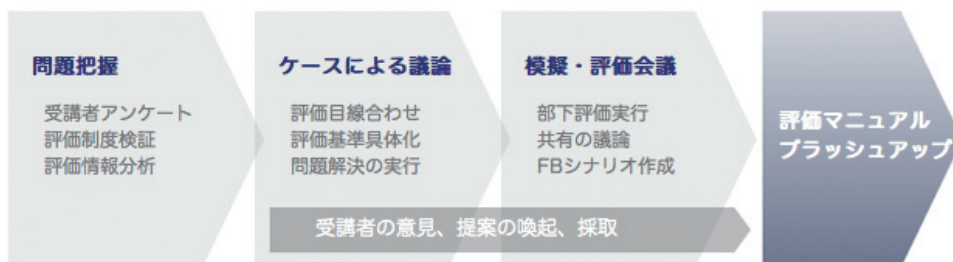 問題把握
受講者アンケート
評価制度検証
評価情報分析
ケースによる議論
評価目線合わせ
評価基準具体化
問題解決の実行
模擬・評価会議
部下評価実行
共有の議論
FBシナリオ作成
受講者の意見、提案の喚起、採取
評価マニュアル
ブラッシュアップ